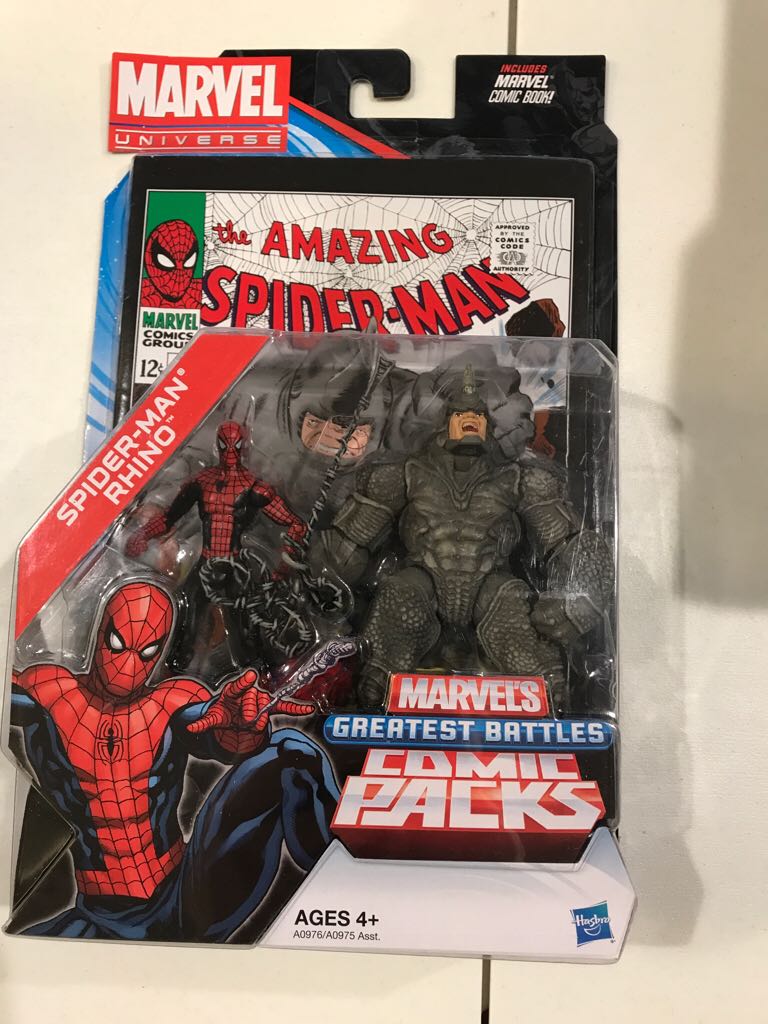 MARVEL
UNIVERSE
INCLUDES
MARVEL
COMIC BOOK!
the AMAZING
SPIDER-MAN
APPROVED
BY THE
COMICS
CODE
AUTHORITY
MARVEL
COMICS
GROUP
12¢
SPIDER-MAN®
RHINO™
MARVEL'S
GREATEST BATTLES
COMIC
PACKS
AGES 4+
A0976/A0975 Asst.
Hasbro